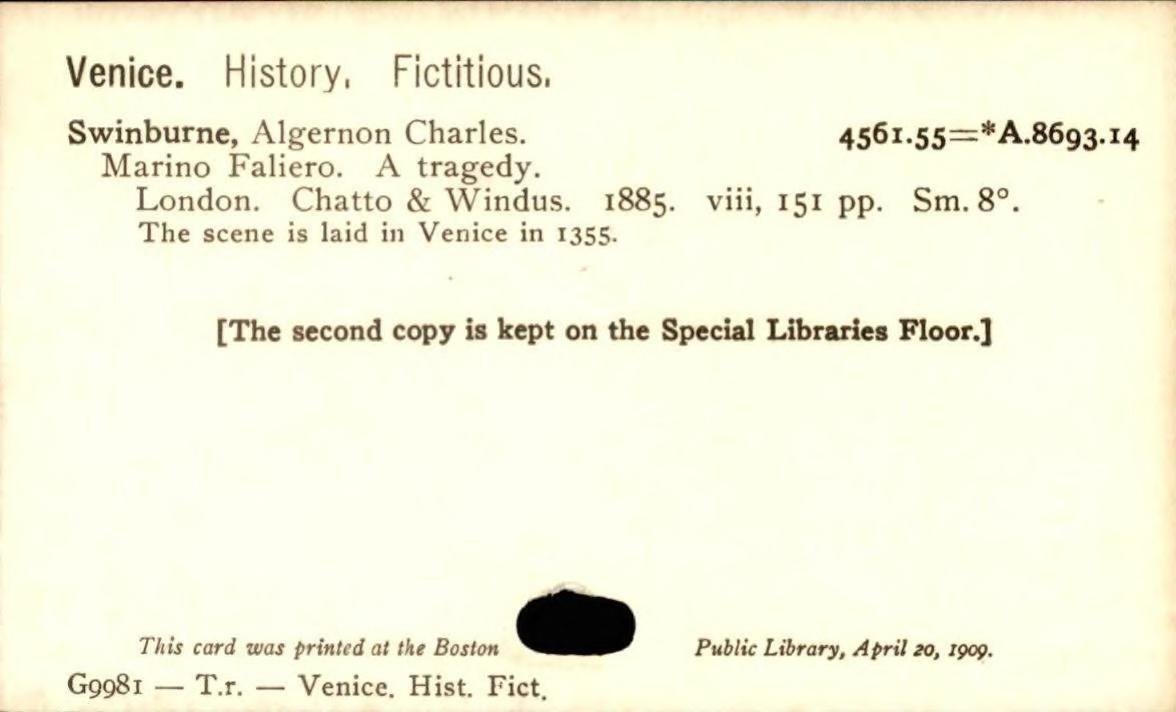 Venice. History. Fictitious.
Swinburne, Algernon Charles. 4561.55=*A.8693.14
Marino Faliero. A tragedy.
London. Chatto & Windus. 1885. viii, 151 pp. Sm. 8°.
The scene is laid in Venice in 1355.
[The second copy is kept on the Special Libraries Floor.]
This card was printed at the Boston Public Library, April 20, 1909.
G9981 — T.r. — Venice. Hist. Fict.